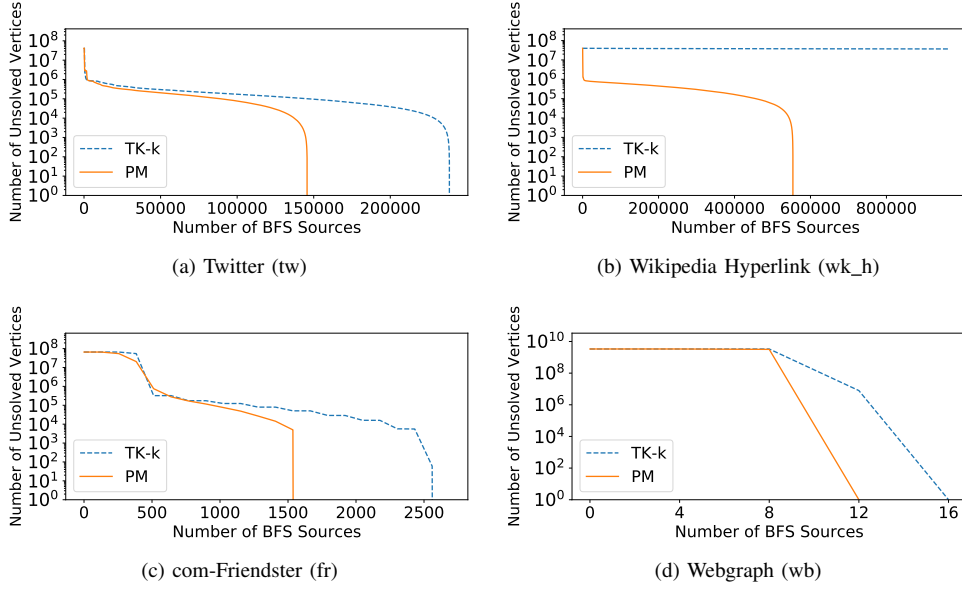 Number of Unsolved Vertices
10^8
10^7
10^6
10^5
10^4
10^3
10^2
10^1
10^0
TK-k
PM
0
50000
100000
150000
200000
Number of BFS Sources
(a) Twitter (tw)
Number of Unsolved Vertices
10^8
10^7
10^6
10^5
10^4
10^3
10^2
10^1
10^0
TK-k
PM
0
200000
400000
600000
800000
Number of BFS Sources
(b) Wikipedia Hyperlink (wk_h)
Number of Unsolved Vertices
10^8
10^7
10^6
10^5
10^4
10^3
10^2
10^1
10^0
TK-k
PM
0
500
1000
1500
2000
2500
Number of BFS Sources
(c) com-Friendster (fr)
Number of Unsolved Vertices
10^10
10^8
10^6
10^4
10^2
10^0
TK-k
PM
0
4
8
12
16
Number of BFS Sources
(d) Webgraph (wb)